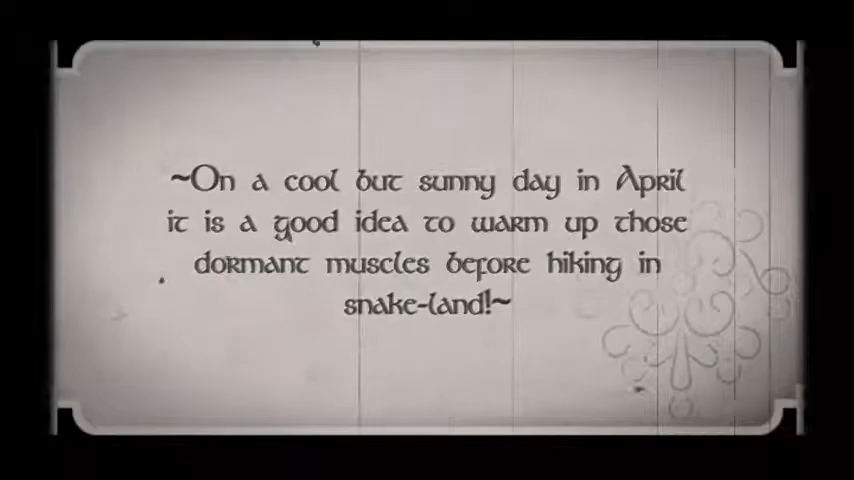 ~On a cool but sunny day in April
it is a good idea to warm up those
dormant muscles before hiking in
snake-land!~